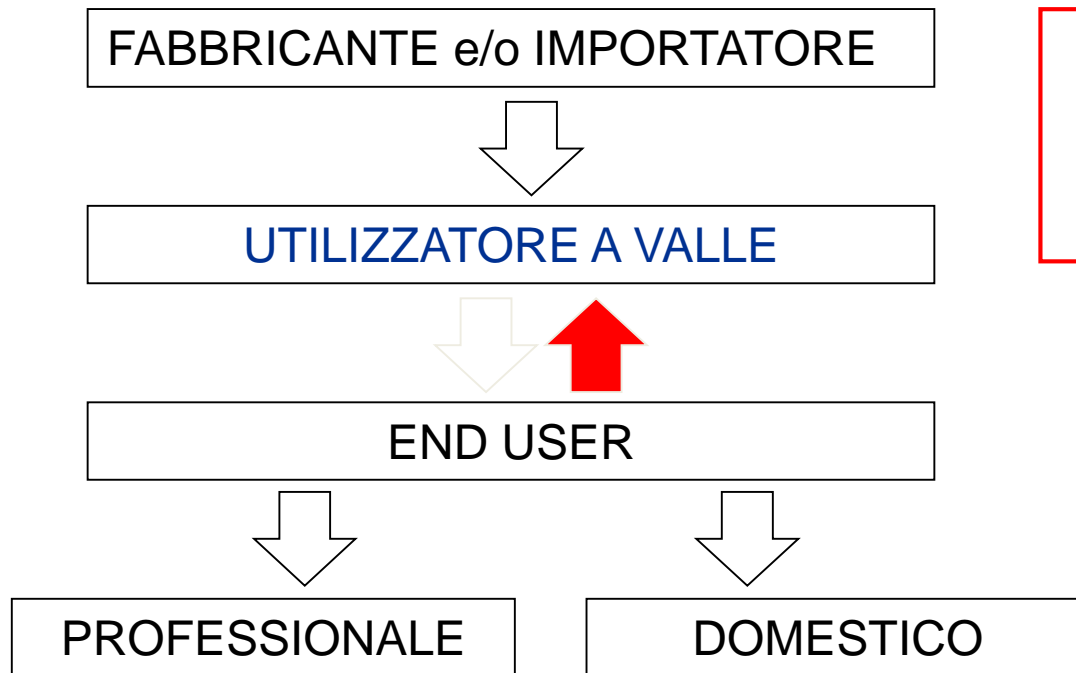 FABBRICANTE e/o IMPORTATORE
UTILIZZATORE A VALLE
END USER
PROFESSIONALE
DOMESTICO